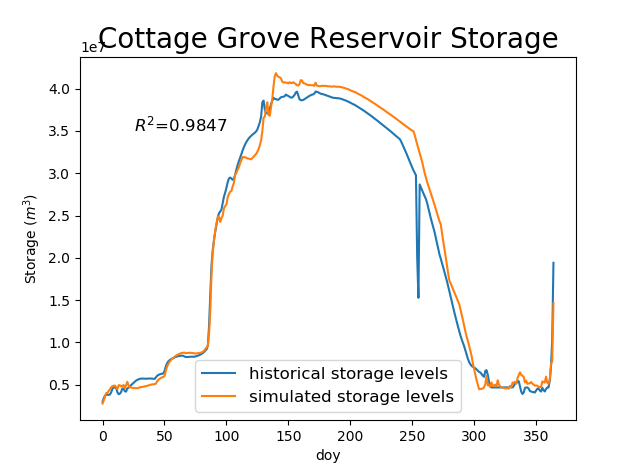 Cottage Grove Reservoir Storage
1e7
4.0
3.5
3.0
2.5
2.0
1.5
1.0
0.5
Storage (m³)
R²=0.9847
historical storage levels
simulated storage levels
0 50 100 150 200 250 300 350
doy